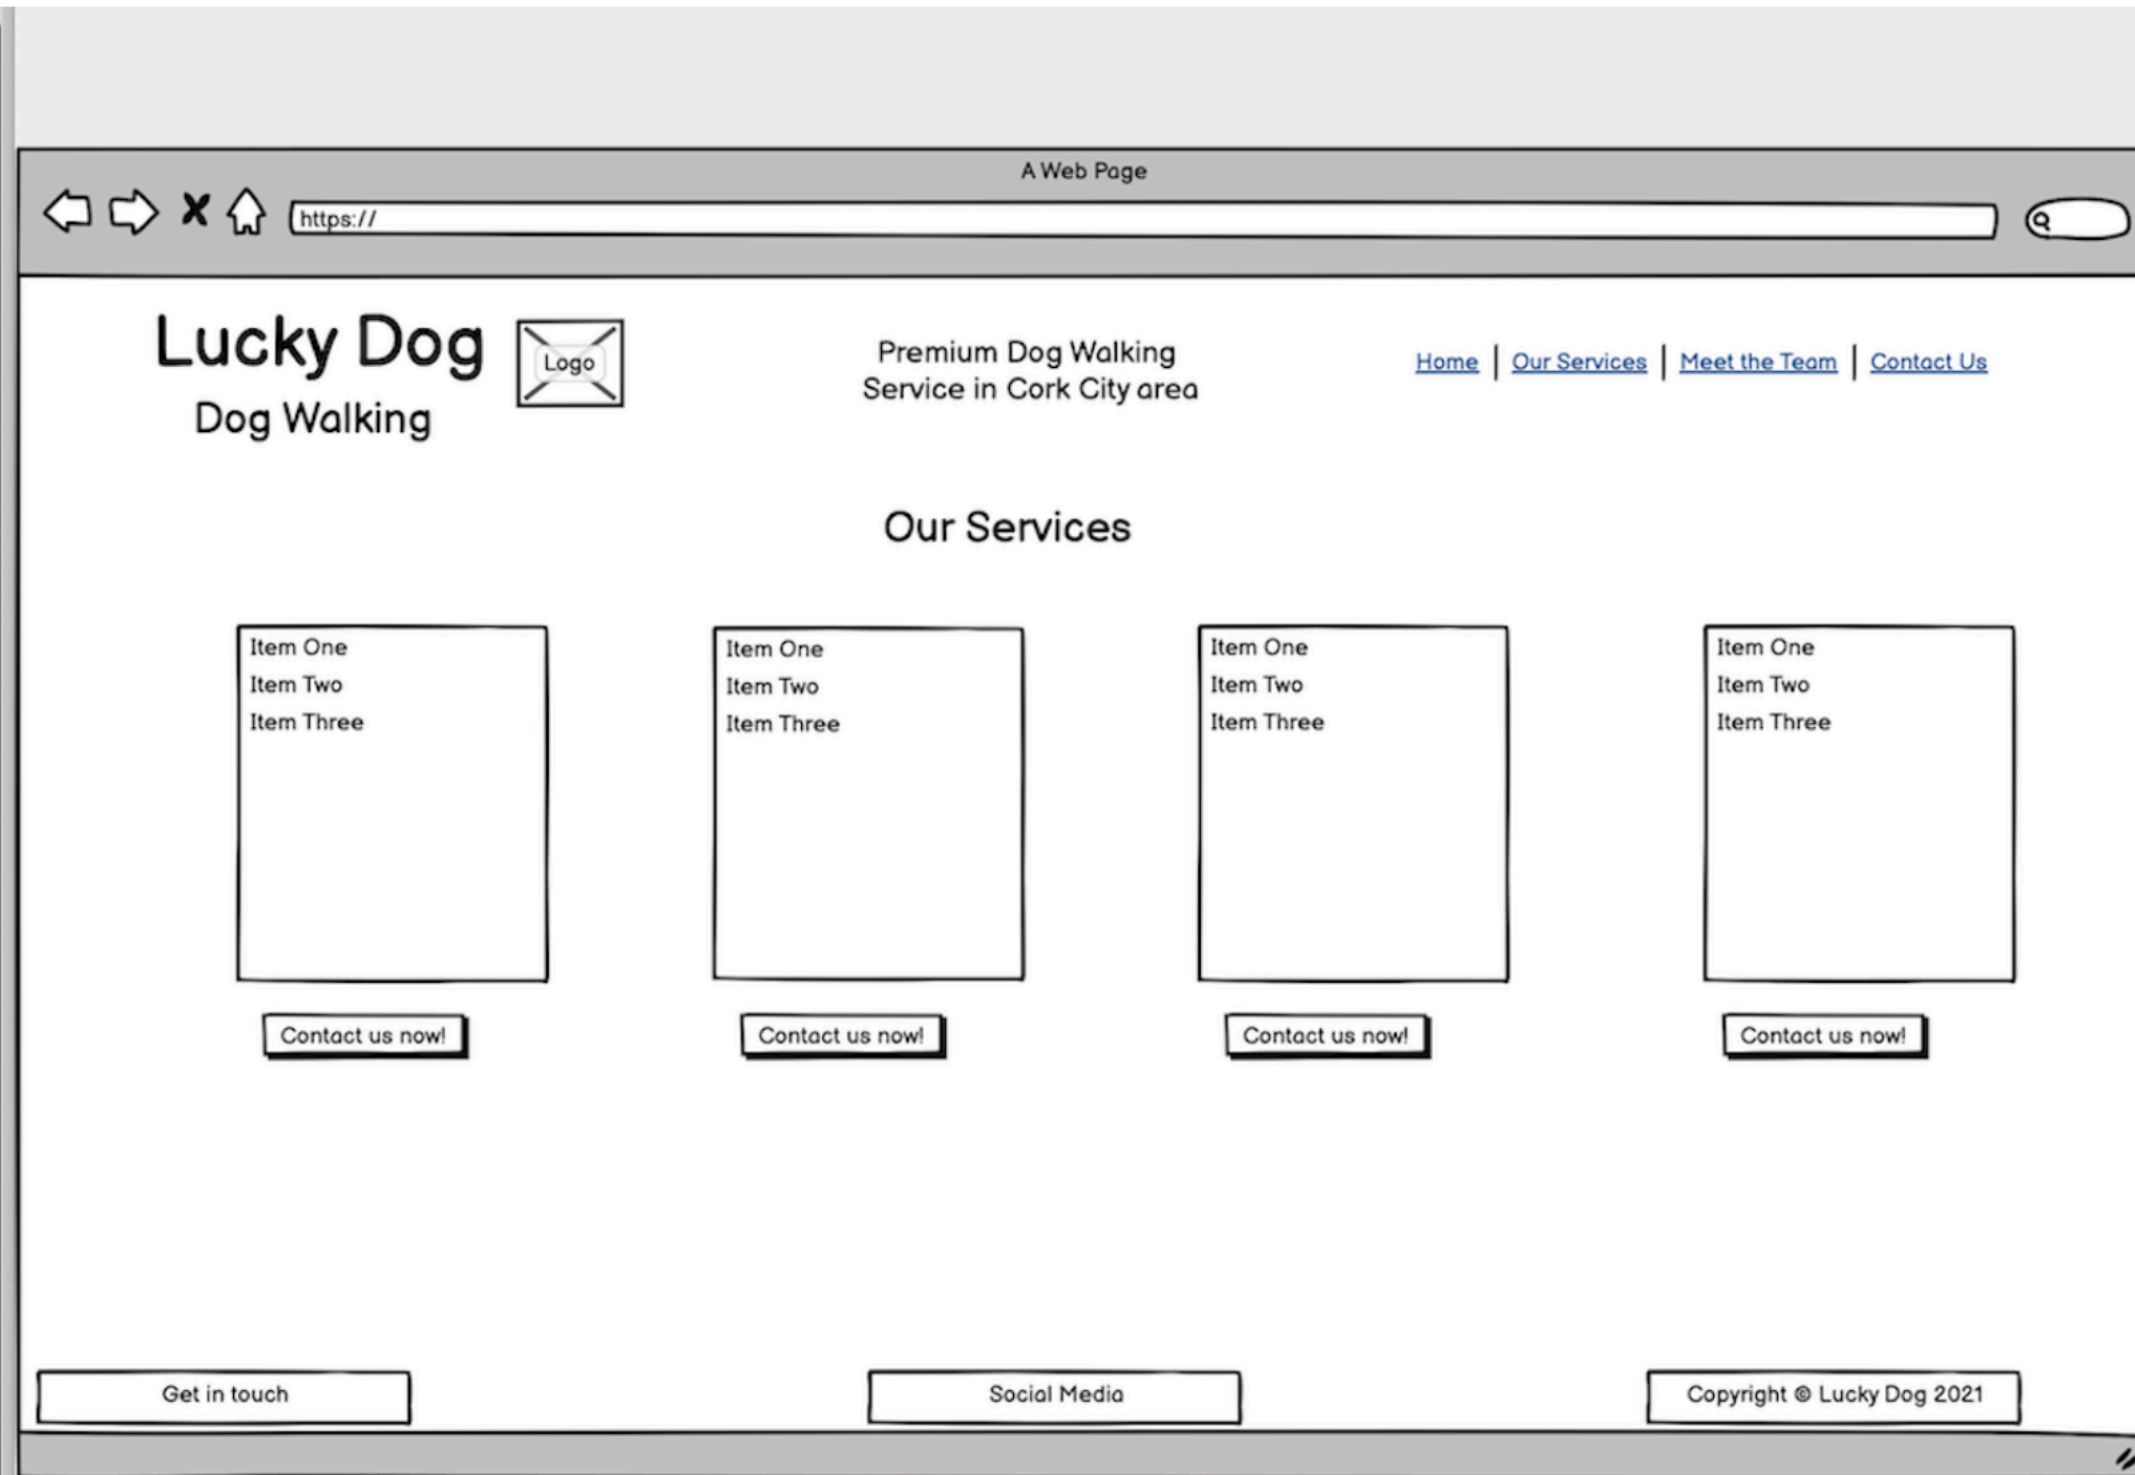 A Web Page
https://
Lucky Dog
Dog Walking
Logo
Premium Dog Walking
Service in Cork City area
Home | Our Services | Meet the Team | Contact Us
Our Services
Item One
Item Two
Item Three
Contact us now!
Item One
Item Two
Item Three
Contact us now!
Item One
Item Two
Item Three
Contact us now!
Item One
Item Two
Item Three
Contact us now!
Get in touch
Social Media
Copyright © Lucky Dog 2021